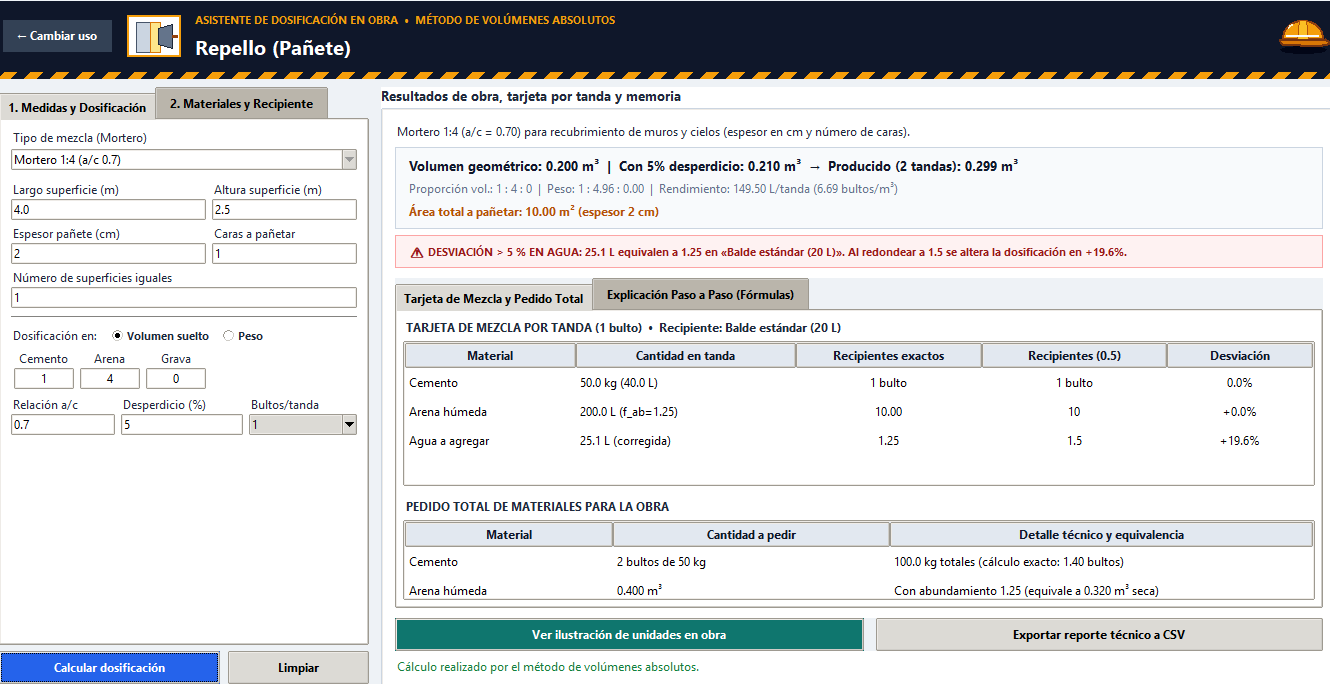 ← Cambiar uso
ASISTENTE DE DOSIFICACIÓN EN OBRA • MÉTODO DE VOLÚMENES ABSOLUTOS
Repello (Pañete)
1. Medidas y Dosificación
2. Materiales y Recipiente
Tipo de mezcla (Mortero)
Mortero 1:4 (a/c 0.7)
Largo superficie (m)
Altura superficie (m)
4.0
2.5
Espesor pañete (cm)
Caras a pañetar
2
1
Número de superficies iguales
1
Dosificación en:
Volumen suelto
Peso
Cemento
Arena
Grava
1
4
0
Relación a/c
Desperdicio (%)
Bultos/tanda
0.7
5
1
Calcular dosificación
Limpiar
Resultados de obra, tarjeta por tanda y memoria
Mortero 1:4 (a/c = 0.70) para recubrimiento de muros y cielos (espesor en cm y número de caras).
Volumen geométrico: 0.200 m³ | Con 5% desperdicio: 0.210 m³ → Producido (2 tandas): 0.299 m³
Proporción vol.: 1 : 4 : 0 | Peso: 1 : 4.96 : 0.00 | Rendimiento: 149.50 L/tanda (6.69 bultos/m³)
Área total a pañetar: 10.00 m² (espesor 2 cm)
⚠ DESVIACIÓN > 5 % EN AGUA: 25.1 L equivalen a 1.25 en «Balde estándar (20 L)». Al redondear a 1.5 se altera la dosificación en +19.6%.
Tarjeta de Mezcla y Pedido Total
Explicación Paso a Paso (Fórmulas)
TARJETA DE MEZCLA POR TANDA (1 bulto) • Recipiente: Balde estándar (20 L)
Material
Cantidad en tanda
Recipientes exactos
Recipientes (0.5)
Desviación
Cemento
50.0 kg (40.0 L)
1 bulto
1 bulto
0.0%
Arena húmeda
200.0 L (f_ab=1.25)
10.00
10
+0.0%
Agua a agregar
25.1 L (corregida)
1.25
1.5
+19.6%
PEDIDO TOTAL DE MATERIALES PARA LA OBRA
Material
Cantidad a pedir
Detalle técnico y equivalencia
Cemento
2 bultos de 50 kg
100.0 kg totales (cálculo exacto: 1.40 bultos)
Arena húmeda
0.400 m³
Con abundamiento 1.25 (equivale a 0.320 m³ seca)
Ver ilustración de unidades en obra
Exportar reporte técnico a CSV
Cálculo realizado por el método de volúmenes absolutos.